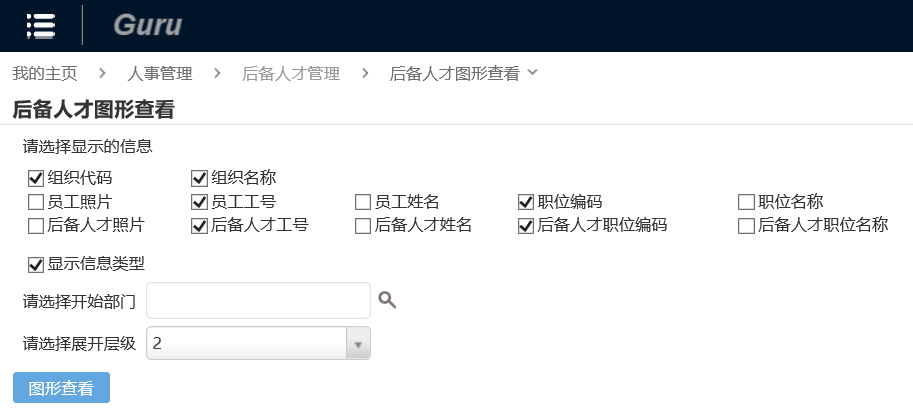 Guru
我的主页 > 人事管理 > 后备人才管理 > 后备人才图形查看
后备人才图形查看
请选择显示的信息
组织代码 组织名称
员工照片 员工工号 员工姓名 职位编码 职位名称
后备人才照片 后备人才工号 后备人才姓名 后备人才职位编码 后备人才职位名称
显示信息类型
请选择开始部门
请选择展开层级 2
图形查看